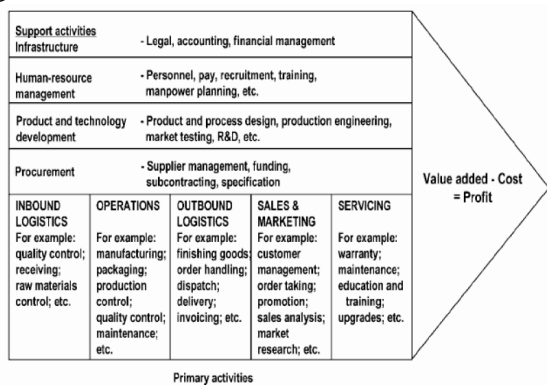 Support activities
Infrastructure
- Legal, accounting, financial management
Human-resource
management
- Personnel, pay, recruitment, training,
manpower planning, etc.
Product and technology
development
- Product and process design, production engineering,
market testing, R&D, etc.
Procurement
- Supplier management, funding,
subcontracting, specification
INBOUND
LOGISTICS
For example:
quality control;
receiving;
raw materials
control; etc.
OPERATIONS
For example:
manufacturing;
packaging;
production
control;
quality control;
maintenance;
etc.
OUTBOUND
LOGISTICS
For example:
finishing goods;
order handling;
dispatch;
delivery;
invoicing; etc.
SALES &
MARKETING
For example:
customer
management;
order taking;
promotion;
sales analysis;
market
research; etc.
SERVICING
For example:
warranty;
maintenance;
education and
training;
upgrades; etc.
Value added - Cost
= Profit
Primary activities